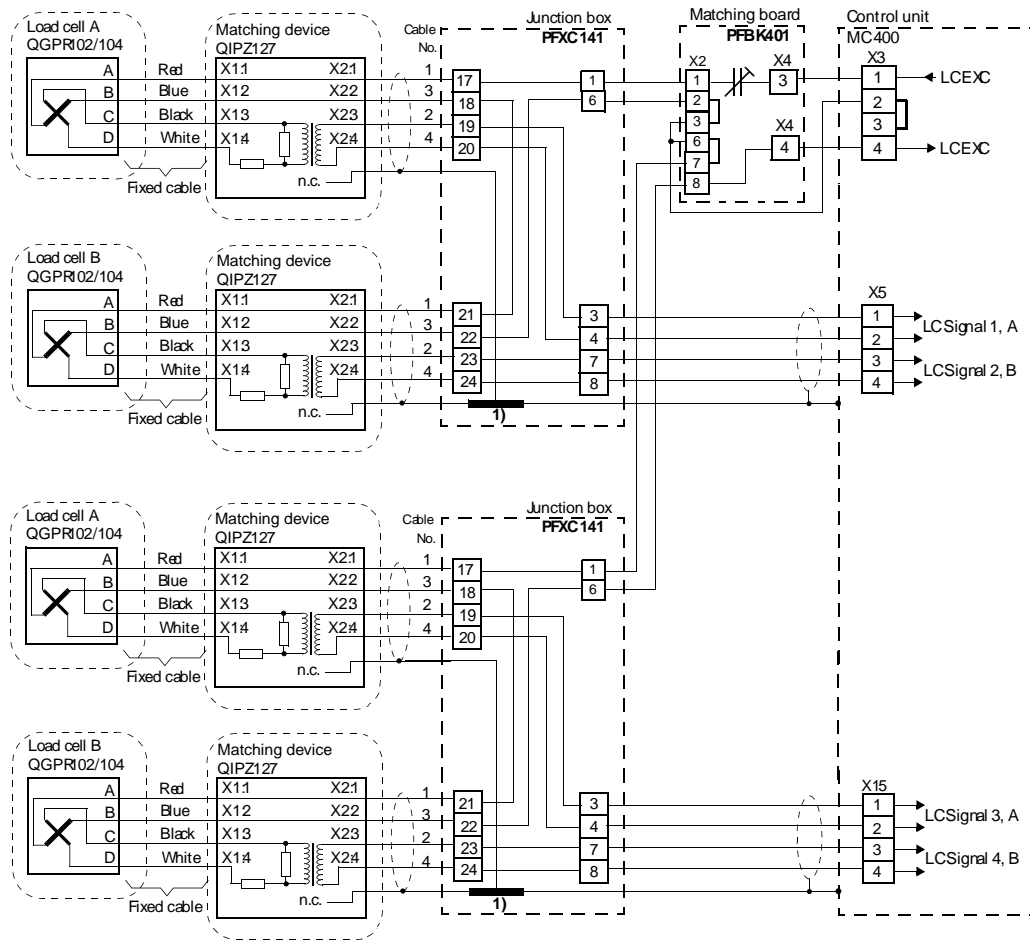 Load cell A
QGPR102/104
Matching device
QIPZ127
Cable
No.
Junction box
PFXC141
Matching board
PFBK401
Control unit
MC400
A Red X1:1 X2:1 1 17 1
B Blue X1:2 X2:2 3 18 6
C Black X1:3 X2:3 2 19
D White X1:4 X2:4 4 20
n.c.
Fixed cable
X2
1
2
3
6
7
8
X4
3
X4
4
X3
1 LCEXC
2
3
4 LCEXC
Load cell B
QGPR102/104
Matching device
QIPZ127
A Red X1:1 X2:1 1 21 3
B Blue X1:2 X2:2 3 22 4
C Black X1:3 X2:3 2 23 7
D White X1:4 X2:4 4 24 8
n.c.
Fixed cable
1)
X5
1
2
3
4
LCSignal 1, A
LCSignal 2, B
Load cell A
QGPR102/104
Matching device
QIPZ127
Cable
No.
Junction box
PFXC141
A Red X1:1 X2:1 1 17 1
B Blue X1:2 X2:2 3 18 6
C Black X1:3 X2:3 2 19
D White X1:4 X2:4 4 20
n.c.
Fixed cable
Load cell B
QGPR102/104
Matching device
QIPZ127
A Red X1:1 X2:1 1 21 3
B Blue X1:2 X2:2 3 22 4
C Black X1:3 X2:3 2 23 7
D White X1:4 X2:4 4 24 8
n.c.
Fixed cable
1)
X15
1
2
3
4
LCSignal 3, A
LCSignal 4, B